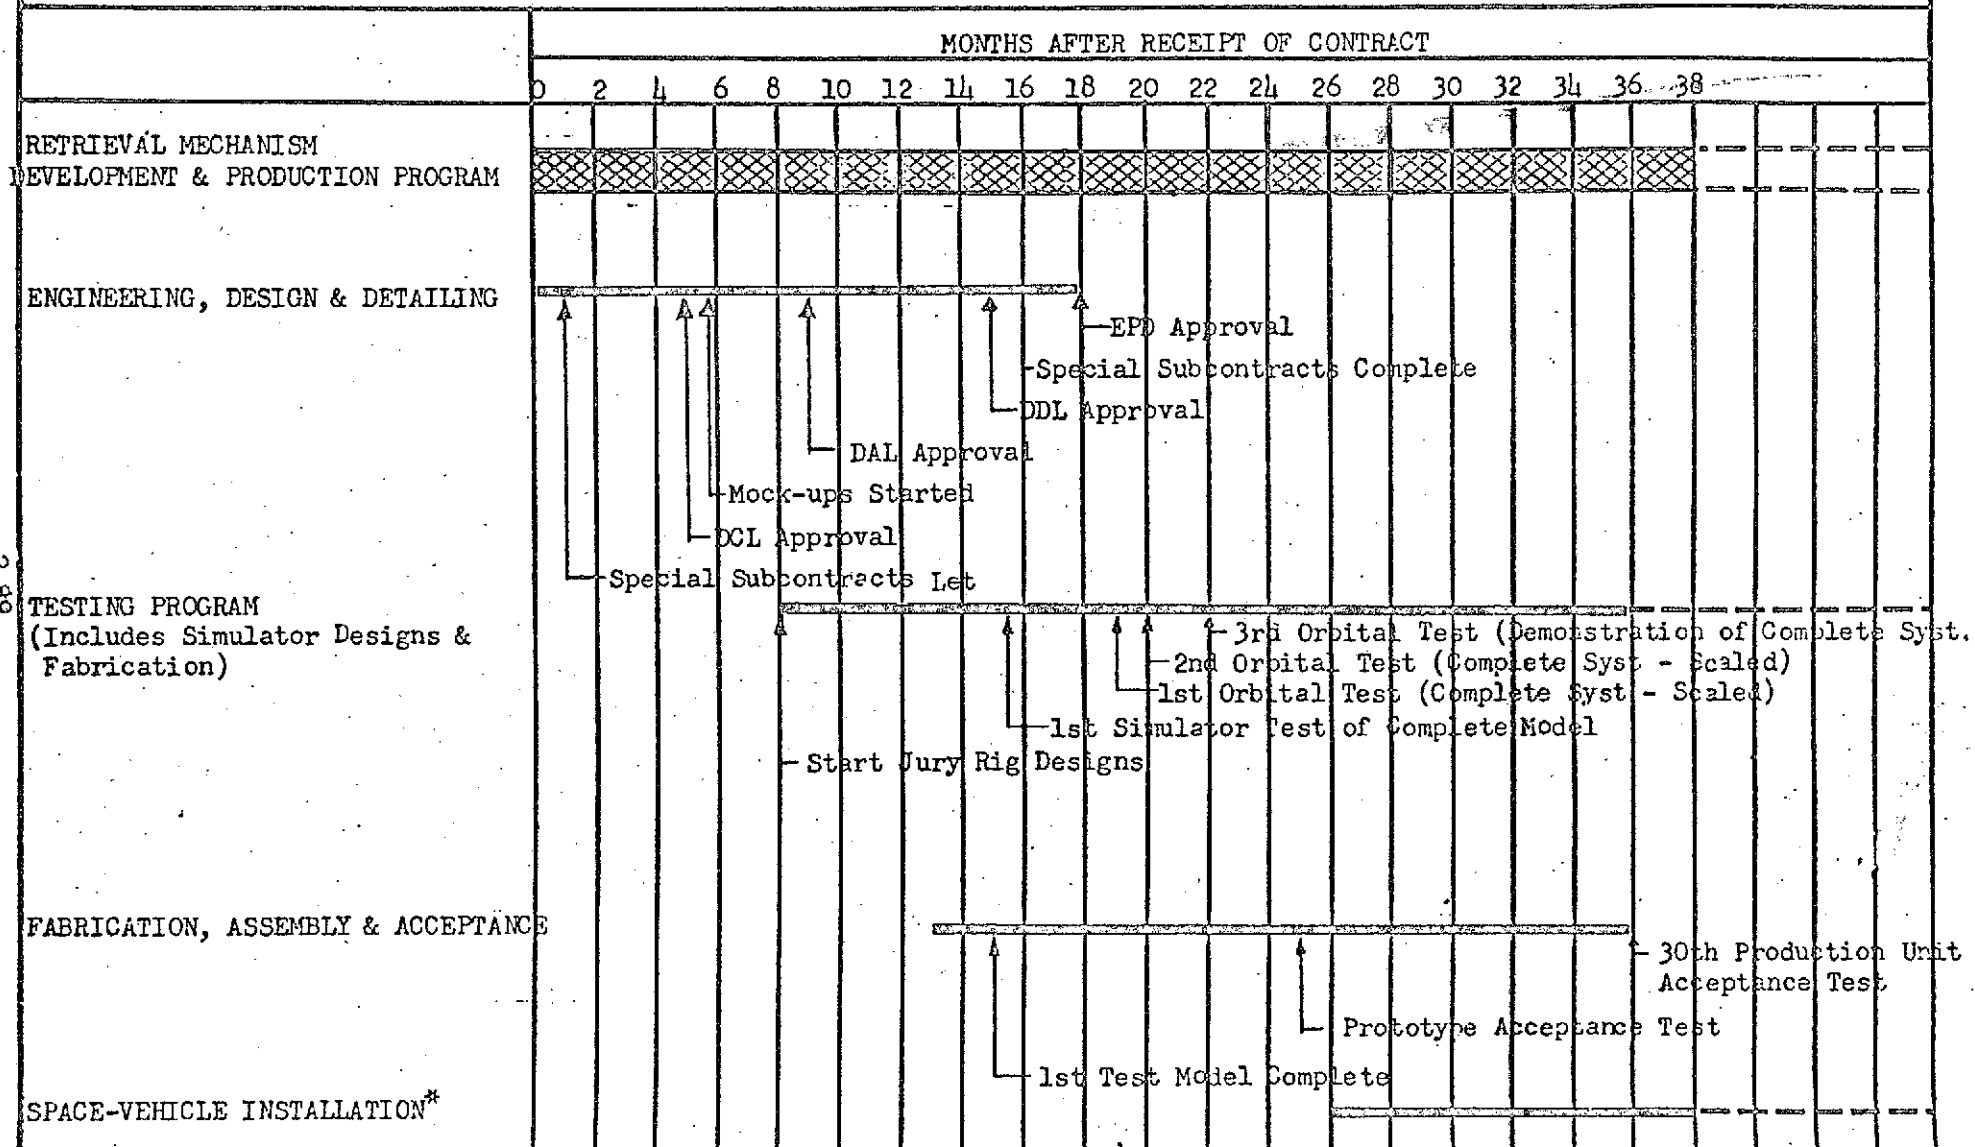 MONTHS AFTER RECEIPT OF CONTRACT
0 2 4 6 8 10 12 14 16 18 20 22 24 26 28 30 32 34 36 38
RETRIEVAL MECHANISM
DEVELOPMENT & PRODUCTION PROGRAM
ENGINEERING, DESIGN & DETAILING
EPD Approval
Special Subcontracts Complete
DDL Approval
DAL Approval
Mock-ups Started
DCL Approval
Special Subcontracts Let
TESTING PROGRAM
(Includes Simulator Designs &
Fabrication)
3rd Orbital Test (Demonstration of Complete Syst.
2nd Orbital Test (Complete Syst - Scaled)
1st Orbital Test (Complete Syst - Scaled)
1st Simulator Test of Complete Model
Start Jury Rig Designs
FABRICATION, ASSEMBLY & ACCEPTANCE
30th Production Unit
Acceptance Test
Prototype Acceptance Test
1st Test Model Complete
SPACE-VEHICLE INSTALLATION*